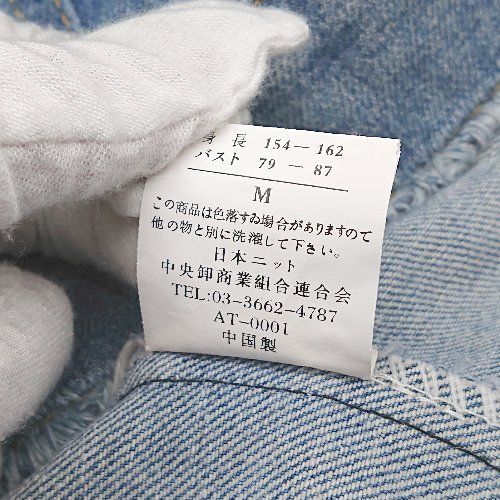 身長 154－162
バスト 79－87
M
この商品は色落すゐ場合がありますので
他の物と別に洗濯して下さい。
日本ニット
中央卸商業組合連合会
TEL:03-3662-4787
AT-0001
中国製